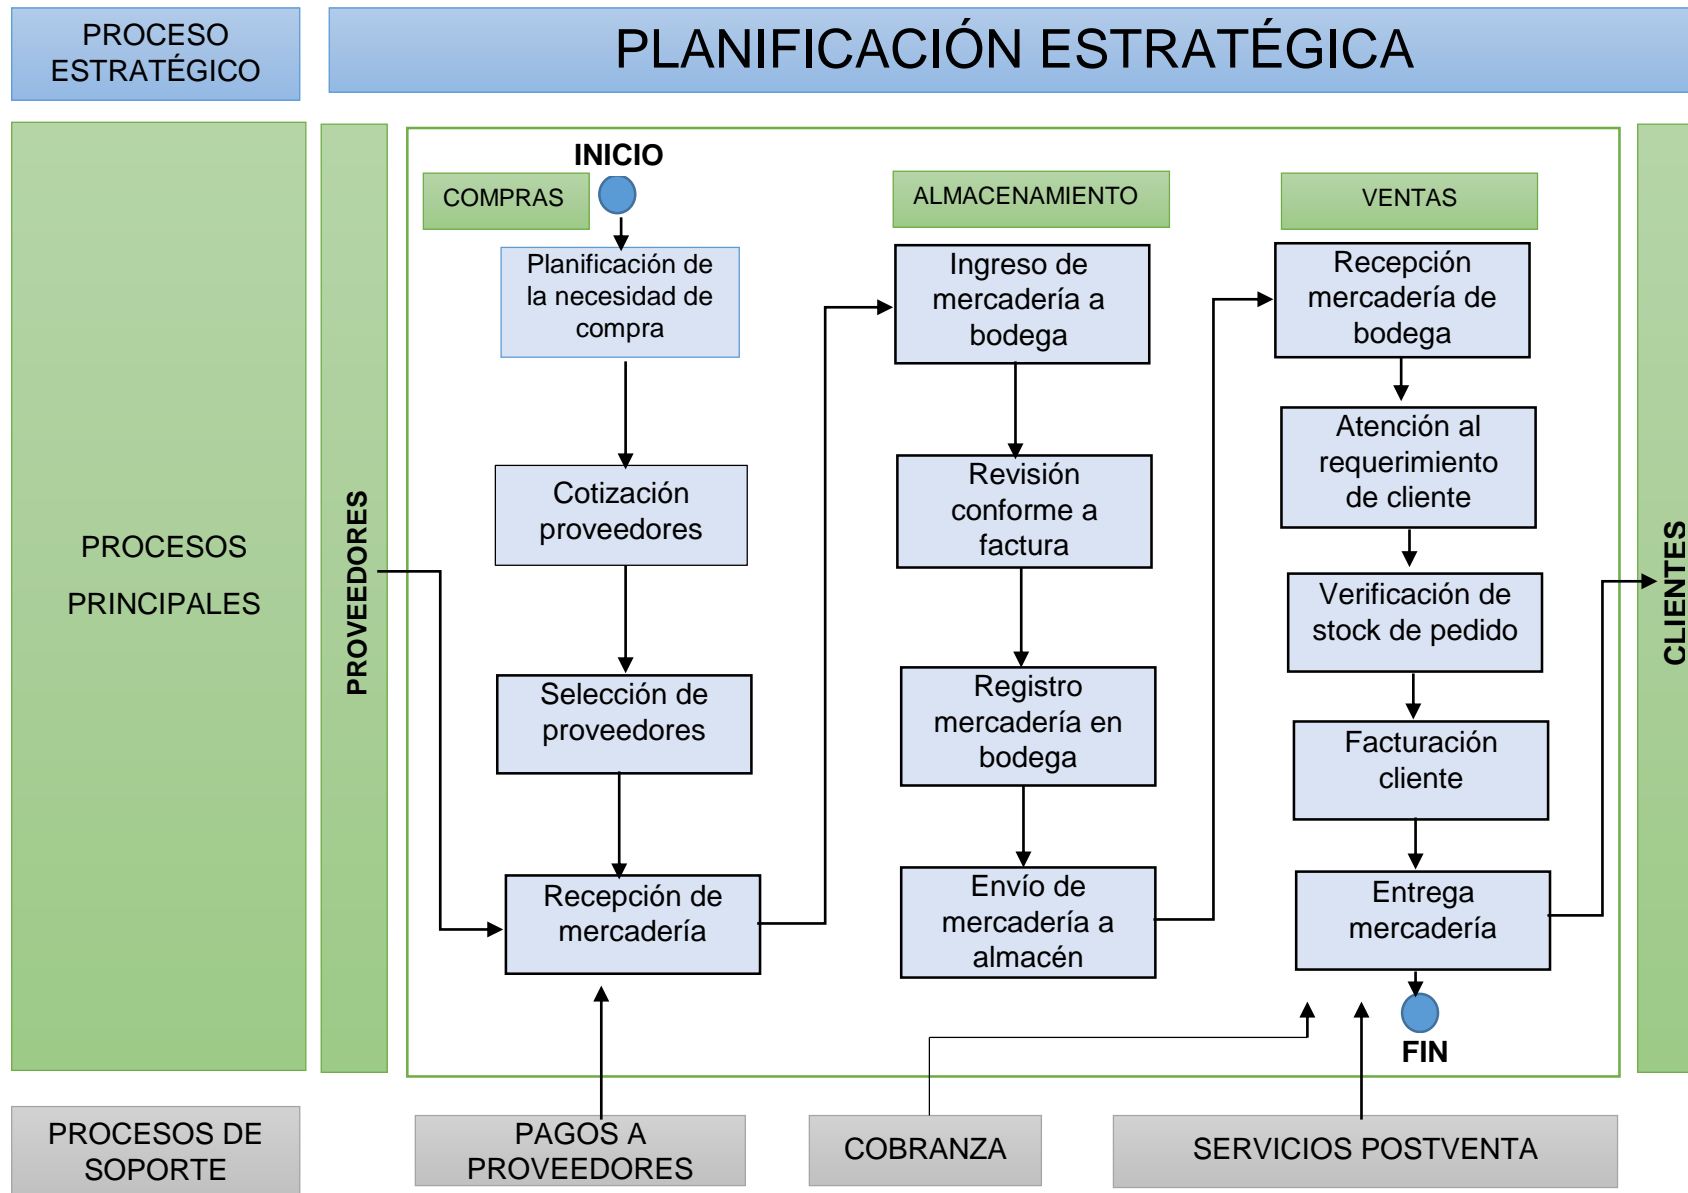 PROCESO
ESTRATÉGICO
PLANIFICACIÓN ESTRATÉGICA
PROCESOS
PRINCIPALES
PROVEEDORES
INICIO
COMPRAS
Planificación de
la necesidad de
compra
Cotización
proveedores
Selección de
proveedores
Recepción de
mercadería
ALMACENAMIENTO
Ingreso de
mercadería a
bodega
Revisión
conforme a
factura
Registro
mercadería en
bodega
Envío de
mercadería a
almacén
VENTAS
Recepción
mercadería de
bodega
Atención al
requerimiento
de cliente
Verificación de
stock de pedido
Facturación
cliente
Entrega
mercadería
FIN
CLIENTES
PROCESOS DE
SOPORTE
PAGOS A
PROVEEDORES
COBRANZA
SERVICIOS POSTVENTA